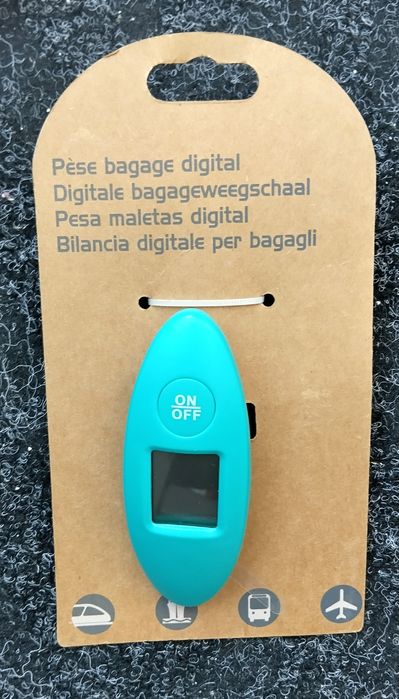 Pèse bagage digital
Digitale bagageweegschaal
Pesa maletas digital
Bilancia digitale per bagagli
ON
OFF